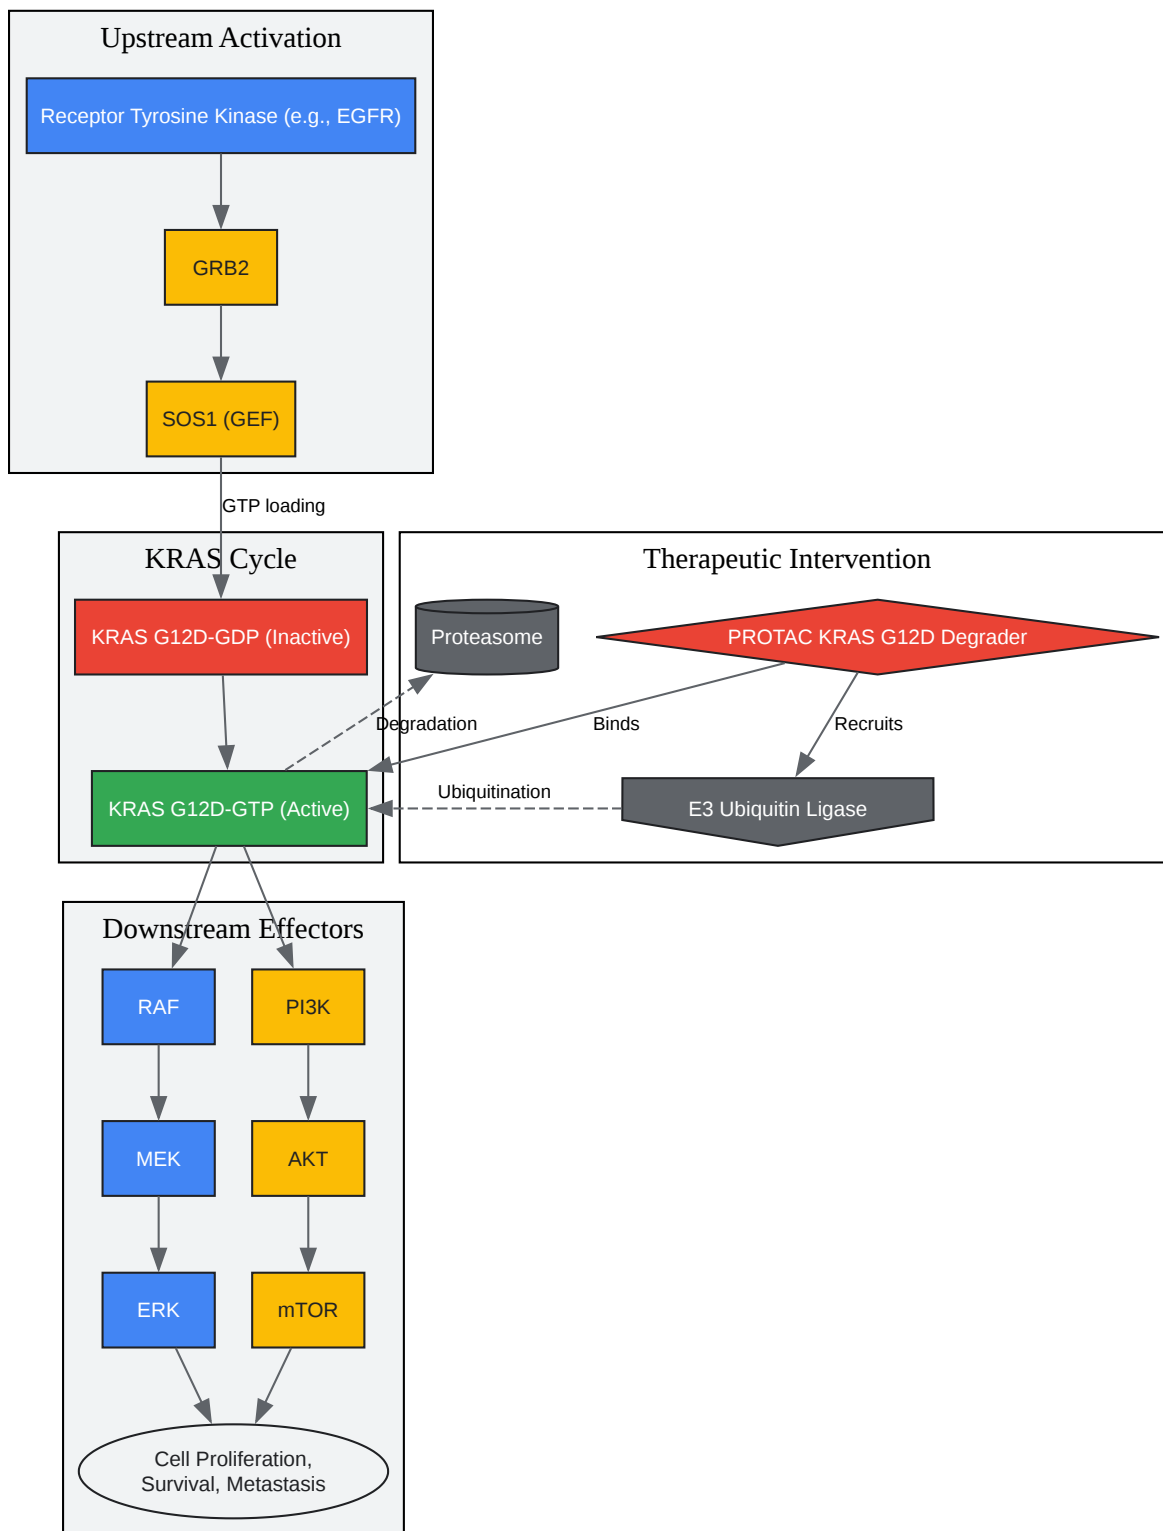 Upstream Activation
Receptor Tyrosine Kinase (e.g., EGFR)
GRB2
SOS1 (GEF)
GTP loading
KRAS Cycle
KRAS G12D-GDP (Inactive)
KRAS G12D-GTP (Active)
Therapeutic Intervention
Proteasome
PROTAC KRAS G12D Degrader
Degradation
Binds
Recruits
Ubiquitination
E3 Ubiquitin Ligase
Downstream Effectors
RAF
PI3K
MEK
AKT
ERK
mTOR
Cell Proliferation,
Survival, Metastasis